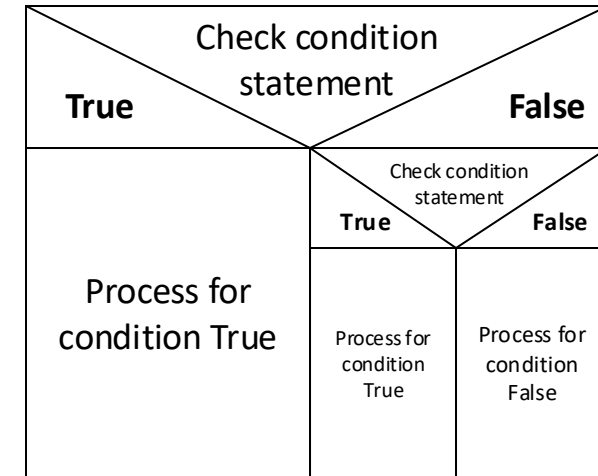 Check condition
statement
True
False
Check condition
statement
True
False
Process for
condition True
Process for
condition
True
Process for
condition
False